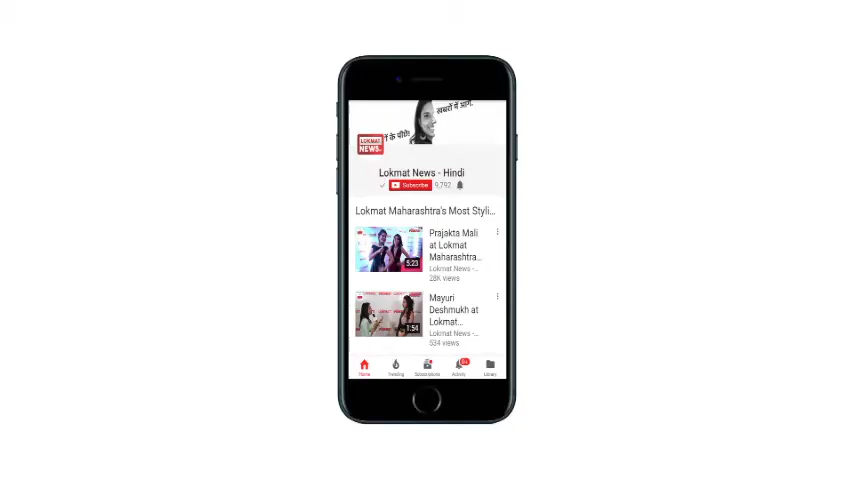 खबरों में आगे,
के पीछे!
LOKMAT
NEWS
Lokmat News - Hindi
Subscribe 9,792
Lokmat Maharashtra's Most Styli...
Prajakta Mali
at Lokmat
Maharashtra...
Lokmat News -...
28K views
5:23
Mayuri
Deshmukh at
Lokmat...
Lokmat News -...
534 views
1:54
Home Trending Subscriptions Activity Library
9+